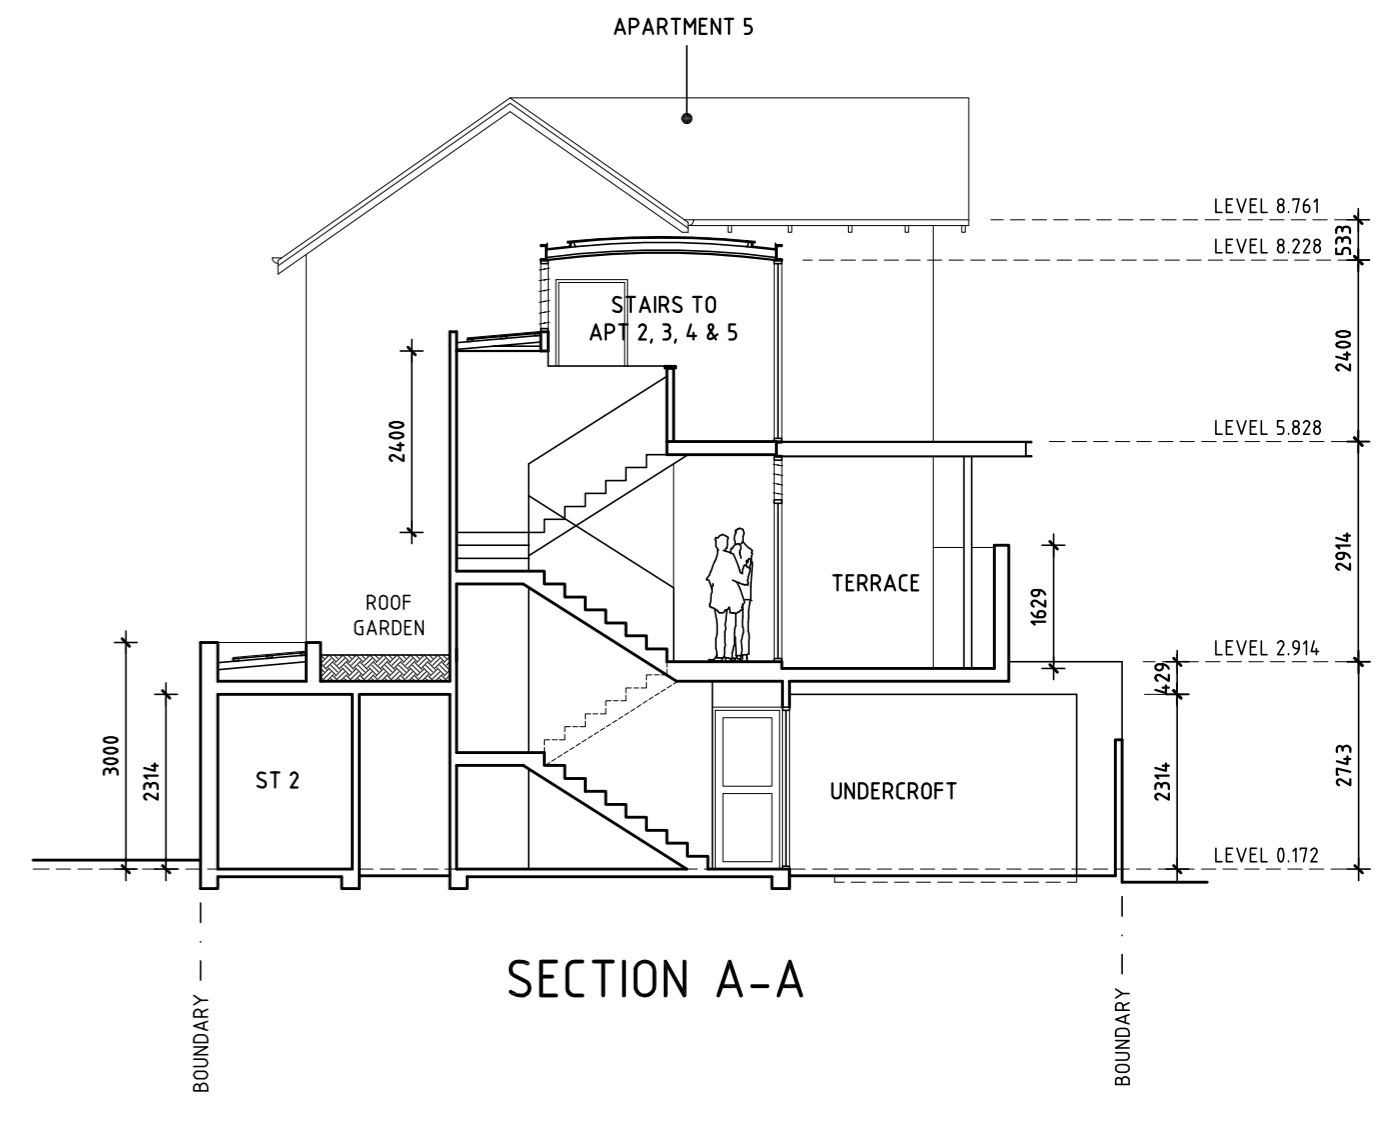 APARTMENT 5
LEVEL 8.761
533
LEVEL 8.228
STAIRS TO
APT 2, 3, 4 & 5
2400
LEVEL 5.828
2400
2914
TERRACE
ROOF
GARDEN
1629
LEVEL 2.914
429
3000
2314
ST 2
UNDERCROFT
2314
2743
LEVEL 0.172
SECTION A-A
BOUNDARY
BOUNDARY